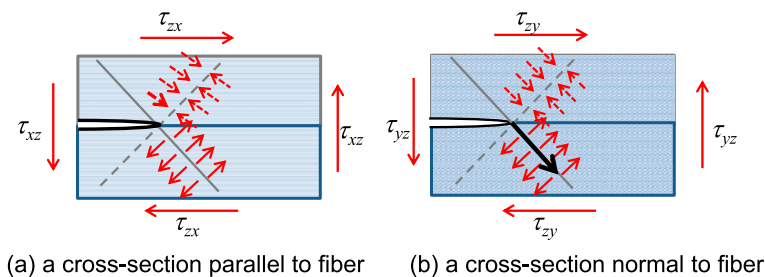 τzx τzy
τxz τxz τyz τyz
τzx τzy
(a) a cross-section parallel to fiber (b) a cross-section normal to fiber